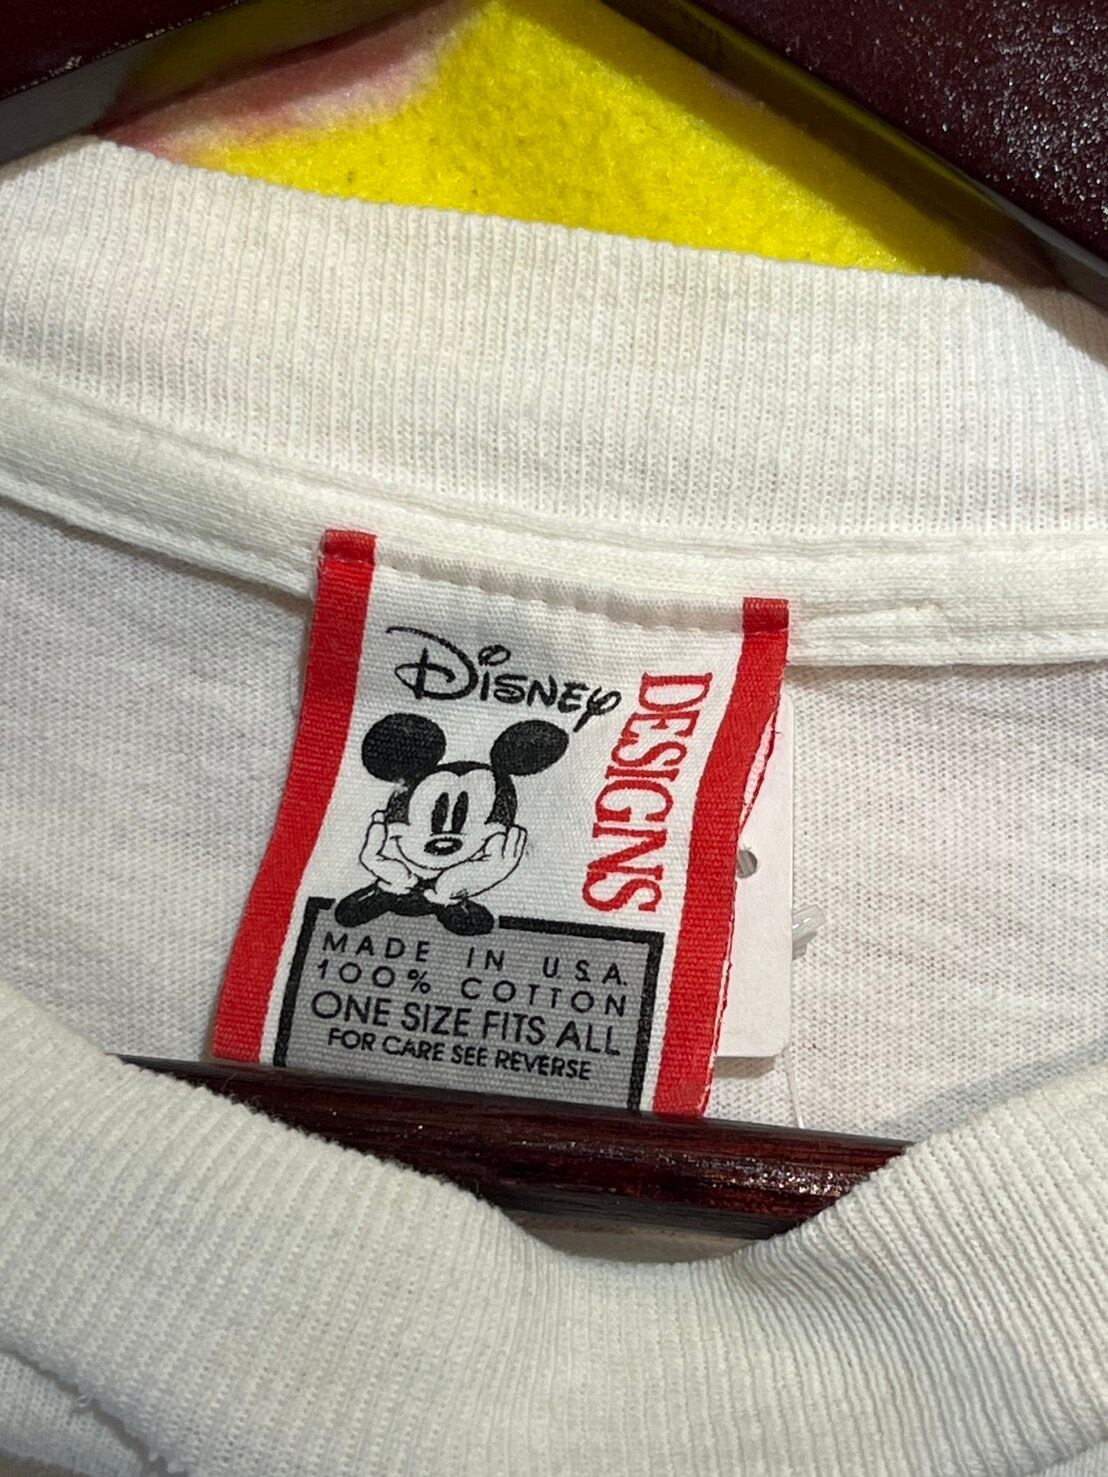 DISNEY
DESIGNS
MADE IN U.S.A.
100% COTTON
ONE SIZE FITS ALL
FOR CARE SEE REVERSE